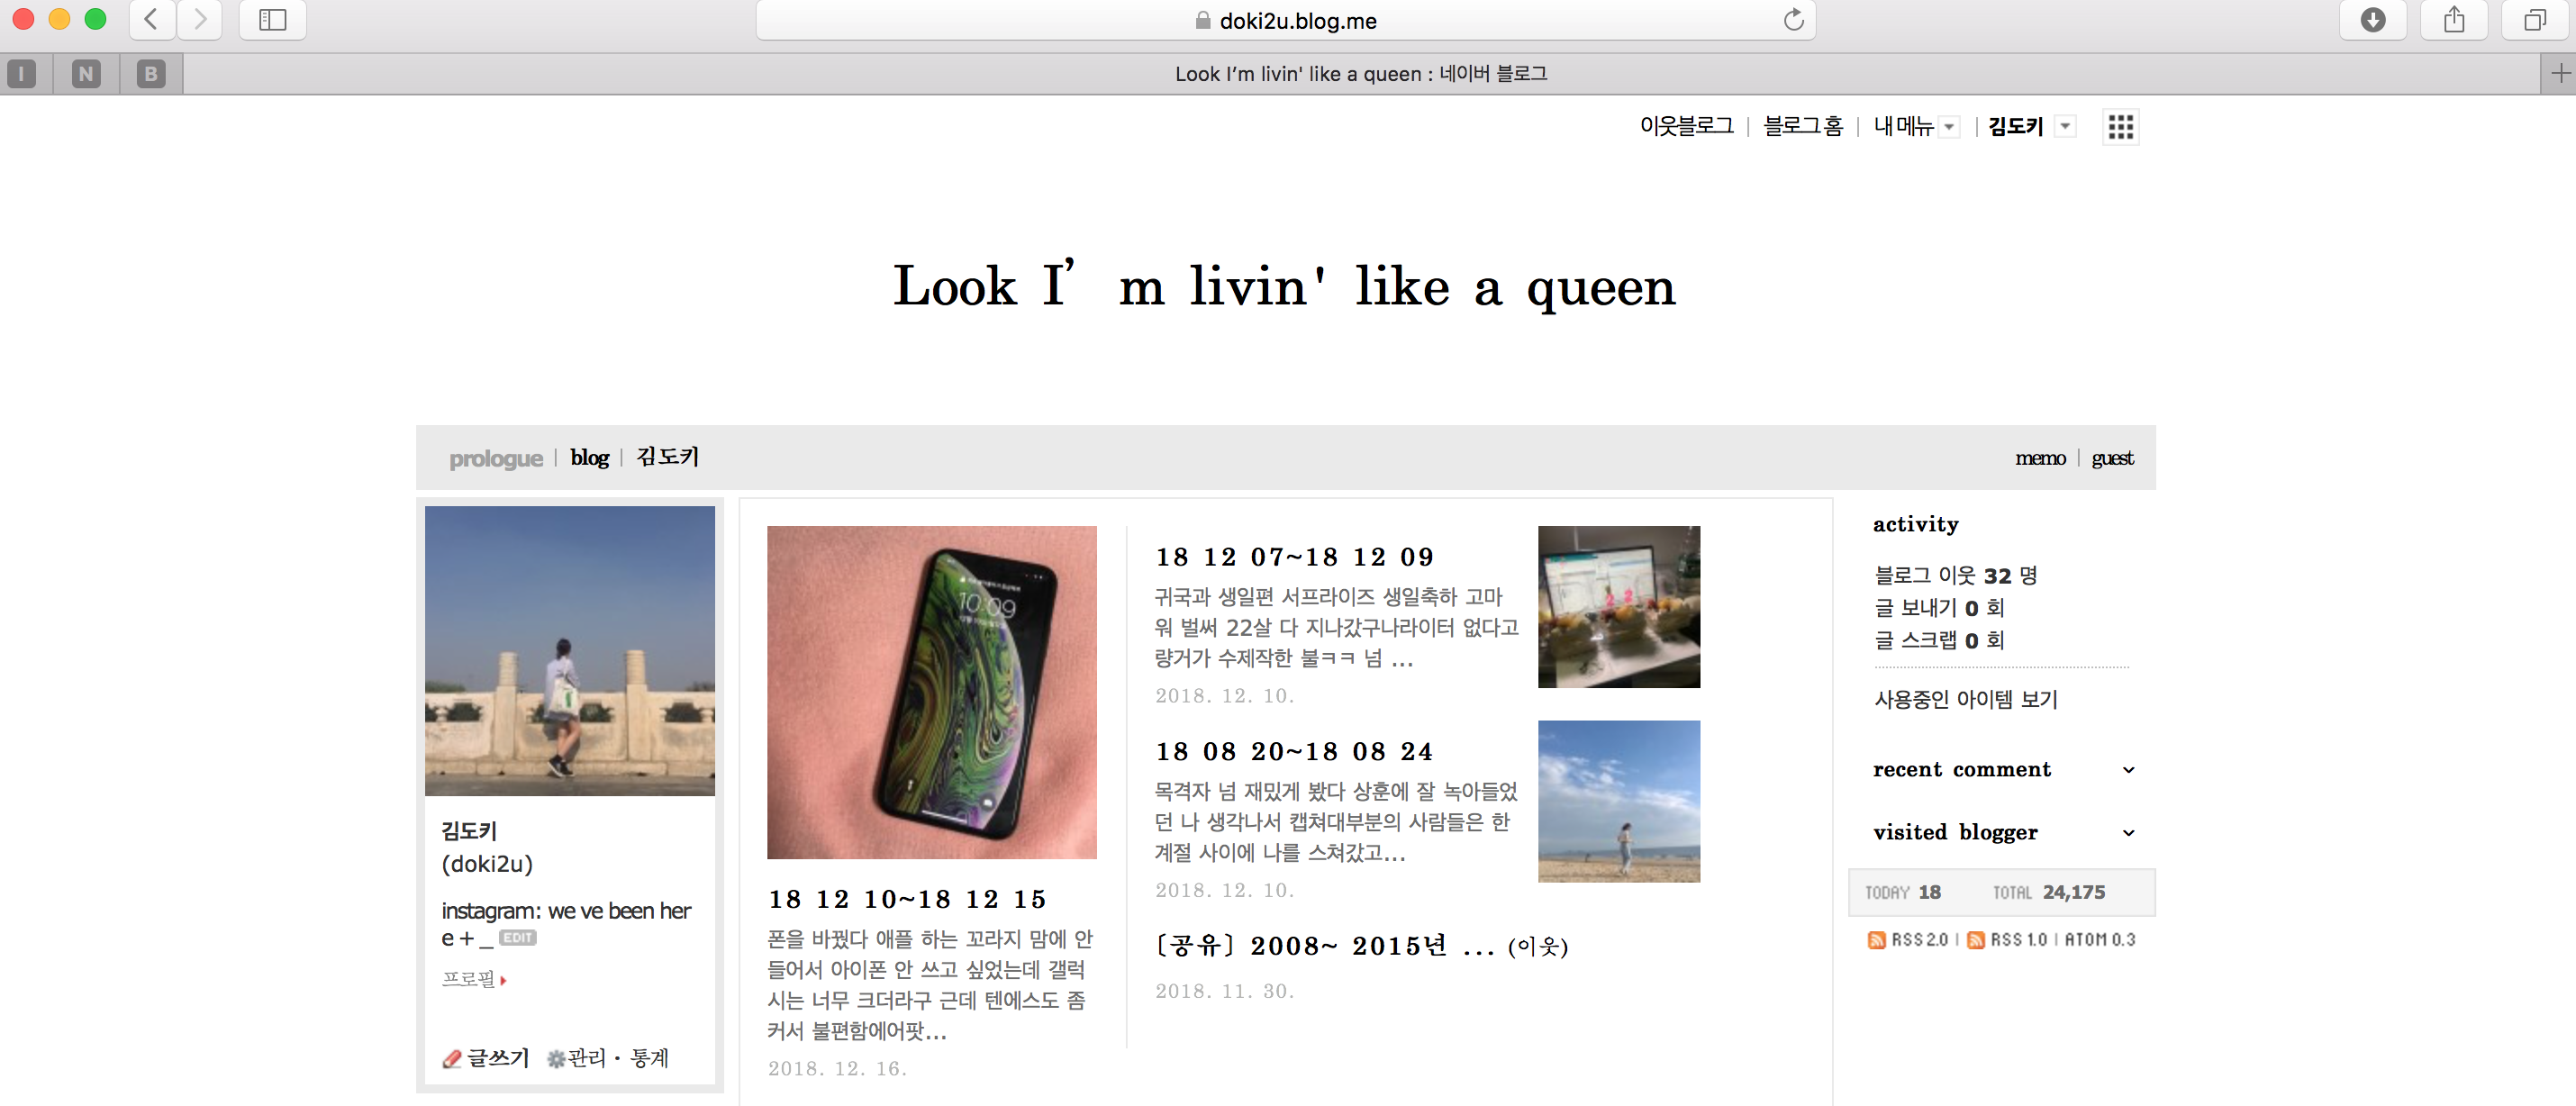 doki2u.blog.me
I
N
B
Look I’m livin' like a queen : 네이버 블로그
이웃블로그 | 블로그 홈 | 내 메뉴 | 김도키
Look I’m livin' like a queen
prologue | blog | 김도키
memo | guest
김도키
(doki2u)
instagram: we ve been her
e + _ EDIT
프로필
글쓰기 관리 · 통계
10:09
18 12 10~18 12 15
폰을 바꿨다 애플 하는 꼬라지 맘에 안
들어서 아이폰 안 쓰고 싶었는데 갤럭
시는 너무 크더라구 근데 텐에스도 좀
커서 불편함에어팟...
2018. 12. 16.
18 12 07~18 12 09
귀국과 생일편 서프라이즈 생일축하 고마
워 벌써 22살 다 지나갔구나라이터 없다고
량거가 수제작한 불ㅋㅋ 넘 ...
2018. 12. 10.
18 08 20~18 08 24
목격자 넘 재밌게 봤다 상훈에 잘 녹아들었
던 나 생각나서 캡쳐대부분의 사람들은 한
계절 사이에 나를 스쳐갔고...
2018. 12. 10.
[공유] 2008~ 2015년 ... (이웃)
2018. 11. 30.
activity
블로그 이웃 32 명
글 보내기 0 회
글 스크랩 0 회
사용중인 아이템 보기
recent comment
visited blogger
TODAY 18 TOTAL 24,175
RSS 2.0 | RSS 1.0 | ATOM 0.3